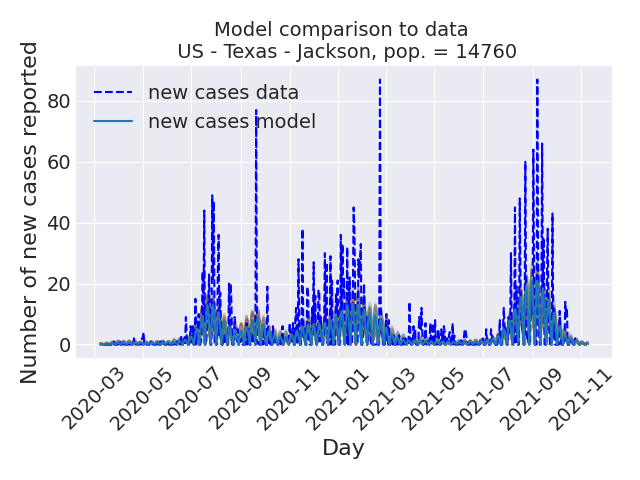 Model comparison to data
US - Texas - Jackson, pop. = 14760
Number of new cases reported
80
60
40
20
0
new cases data
new cases model
2020-03
2020-05
2020-07
2020-09
2020-11
2021-01
2021-03
2021-05
2021-07
2021-09
2021-11
Day